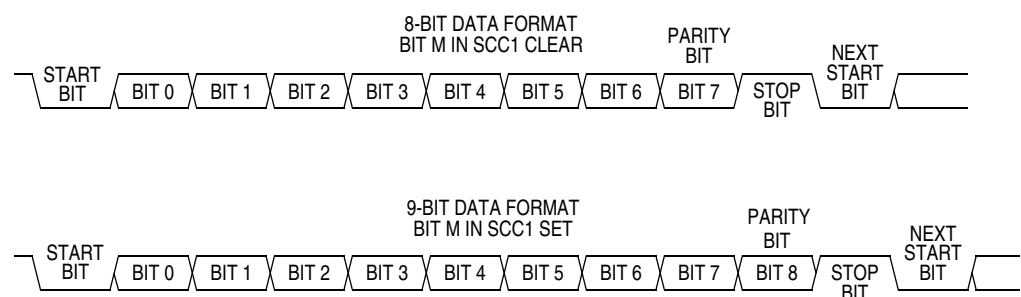 8-BIT DATA FORMAT
BIT M IN SCC1 CLEAR
PARITY
BIT
START
BIT
BIT 0
BIT 1
BIT 2
BIT 3
BIT 4
BIT 5
BIT 6
BIT 7
STOP
BIT
NEXT
START
BIT
9-BIT DATA FORMAT
BIT M IN SCC1 SET
PARITY
BIT
START
BIT
BIT 0
BIT 1
BIT 2
BIT 3
BIT 4
BIT 5
BIT 6
BIT 7
BIT 8
STOP
BIT
NEXT
START
BIT